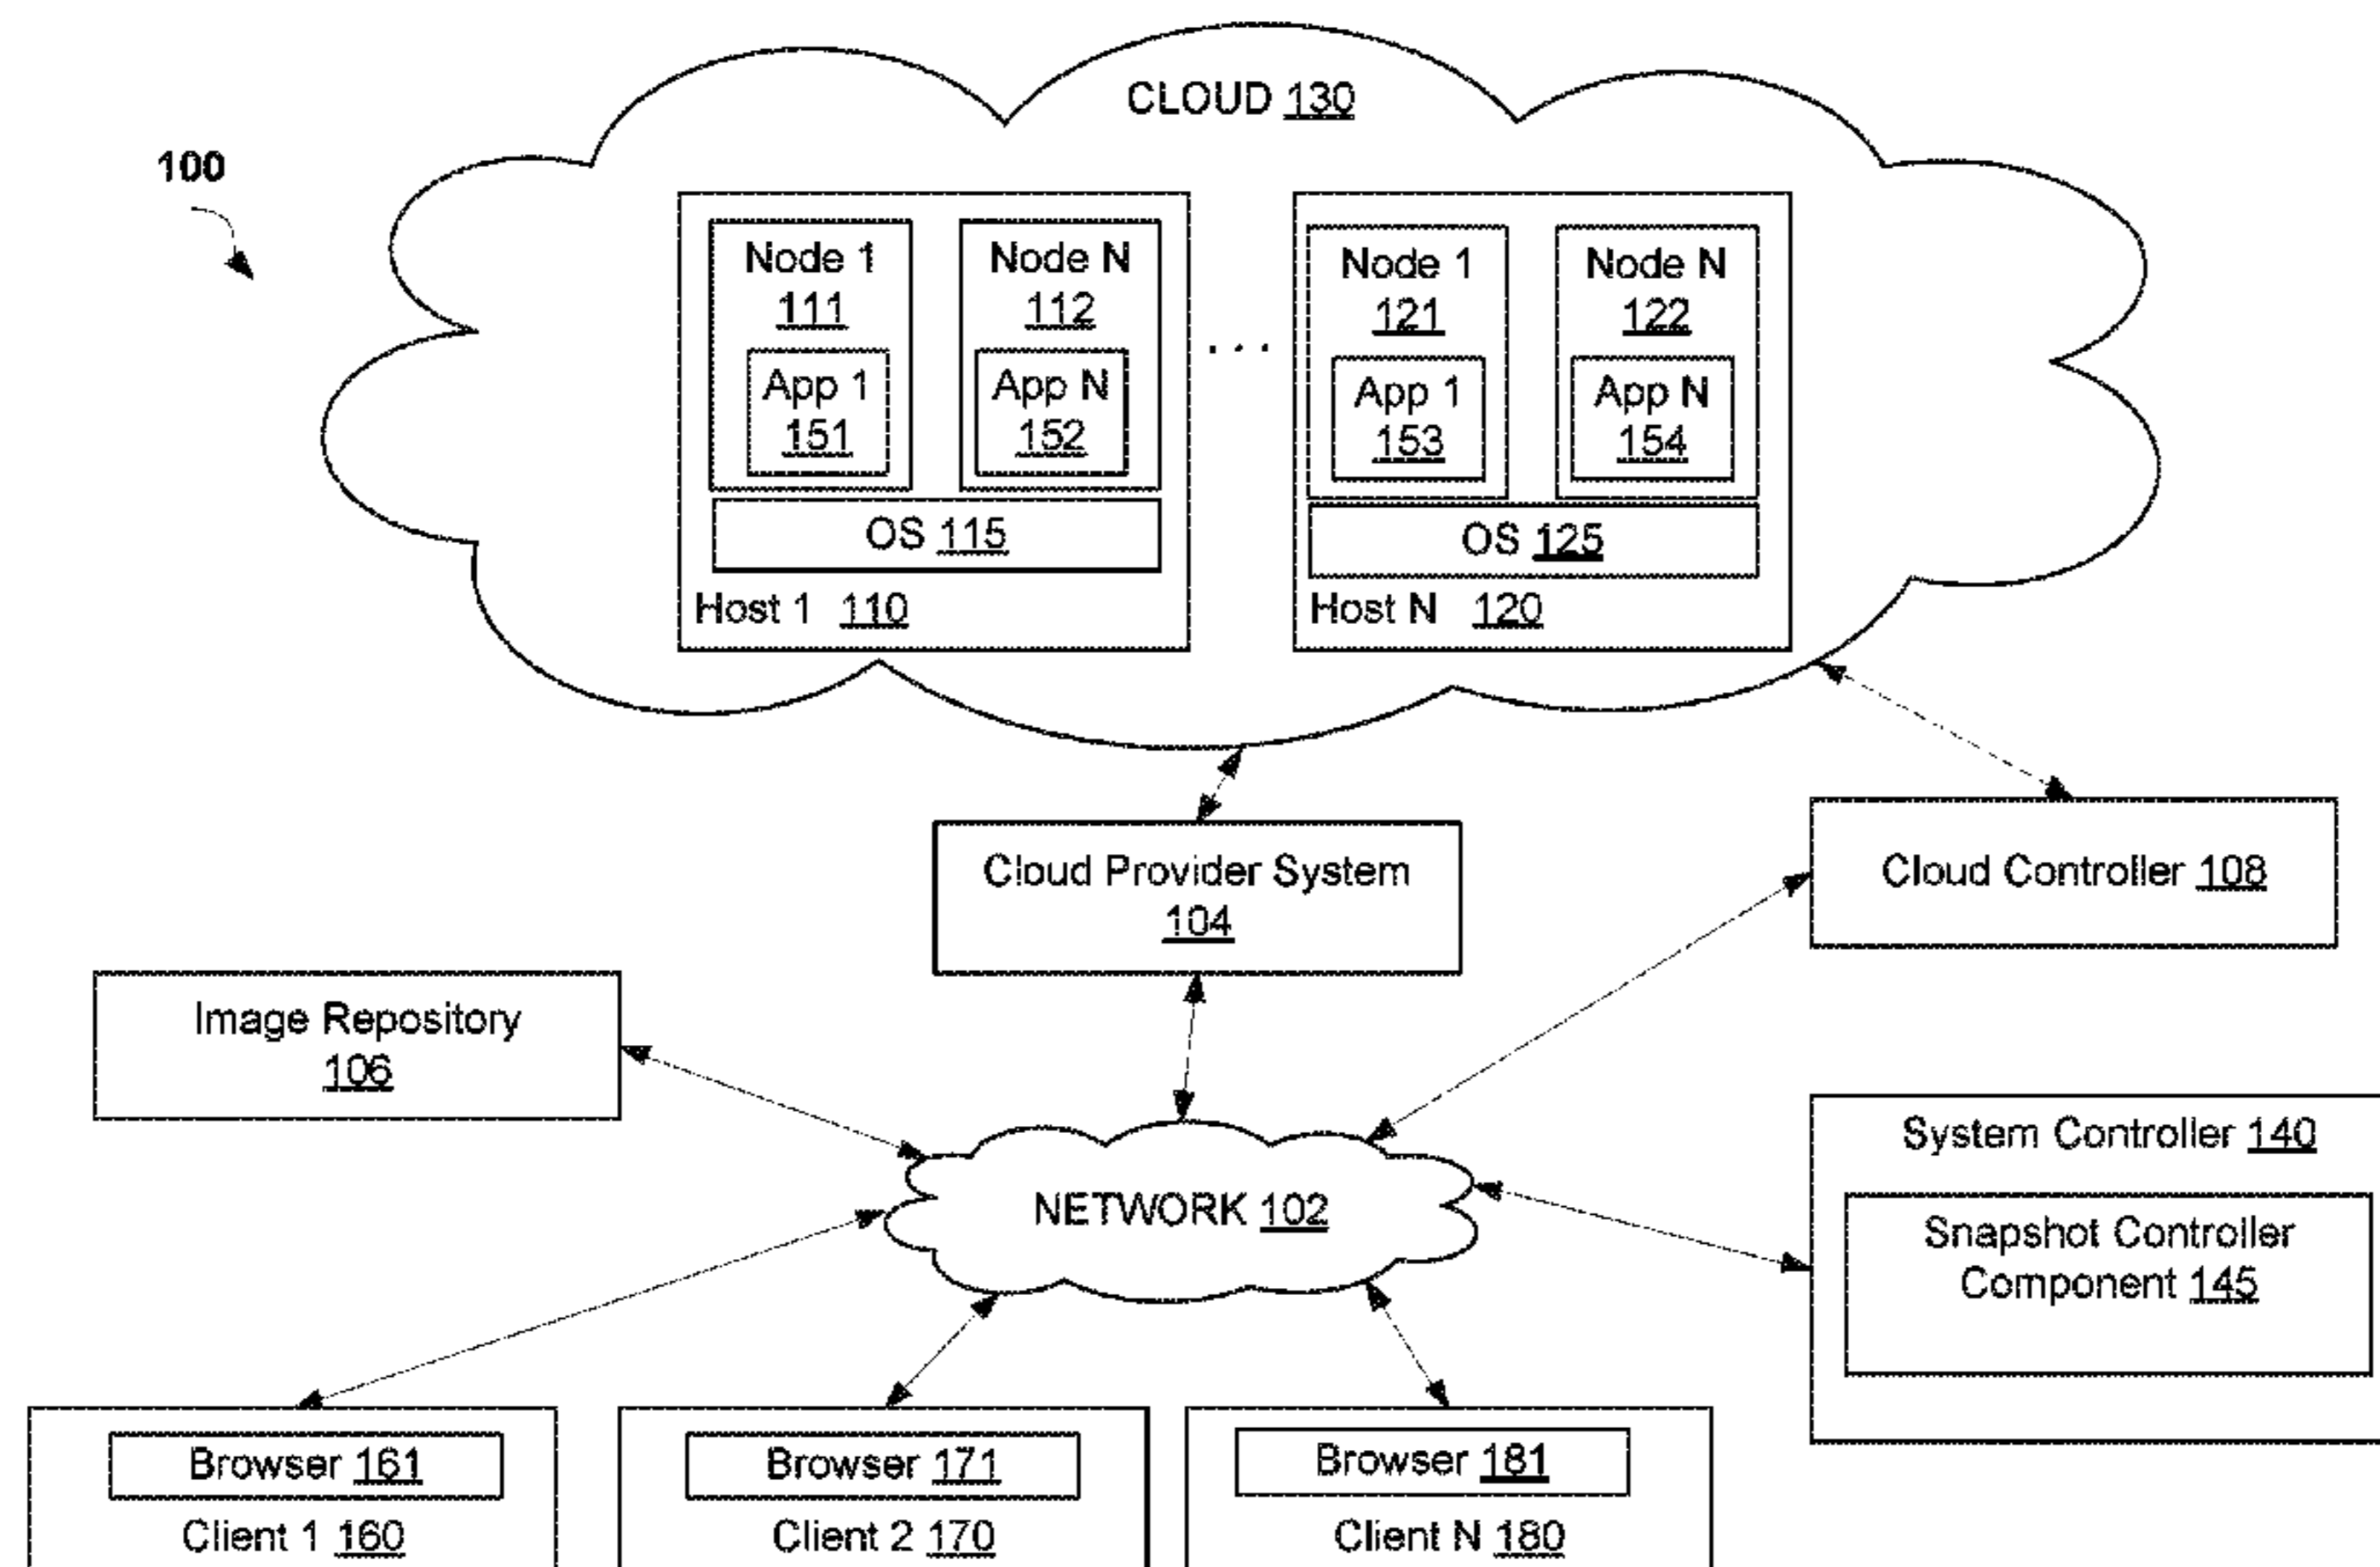 CLOUD 130
100
Node 1
111
App 1
151
Node N
112
App N
152
OS 115
Host 1 110
. . .
Node 1
121
App 1
153
Node N
122
App N
154
OS 125
Host N 120
Cloud Provider System
104
Cloud Controller 108
Image Repository
106
NETWORK 102
System Controller 140
Snapshot Controller
Component 145
Browser 161
Client 1 160
Browser 171
Client 2 170
Browser 181
Client N 180